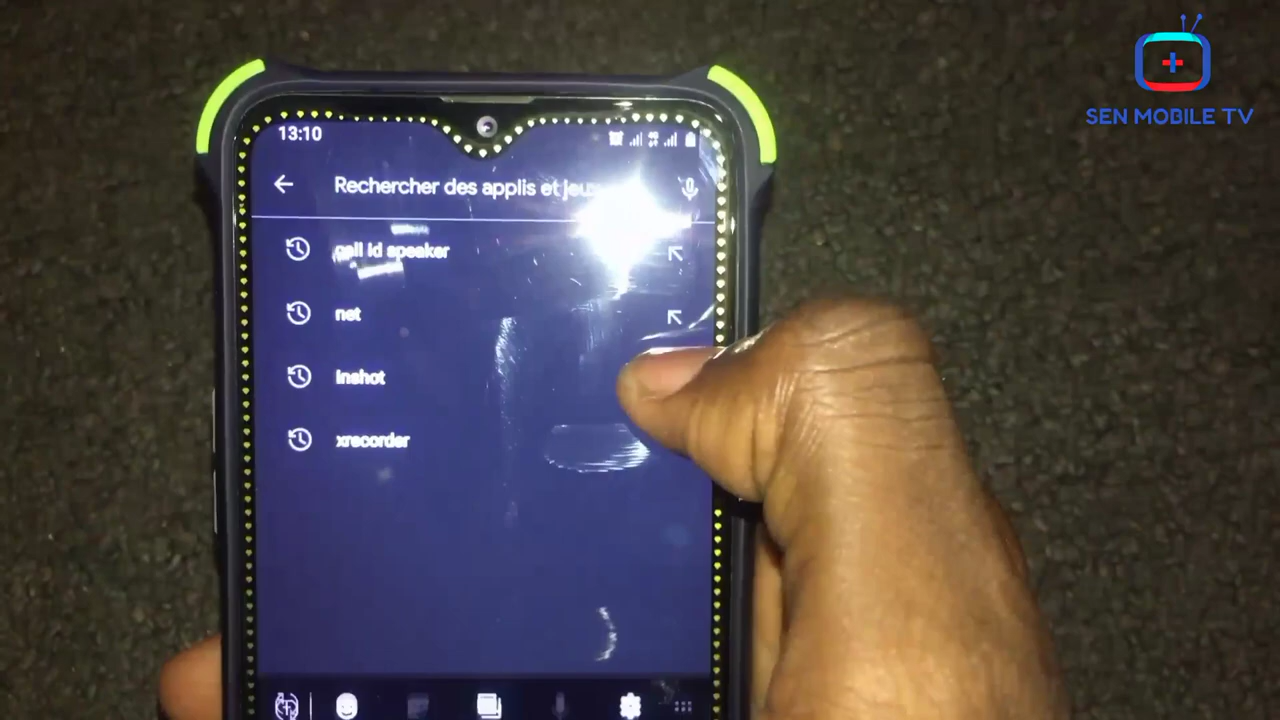 SEN MOBILE TV
13:10
Rechercher des applis et jeux
call id speaker
net
inshot
xrecorder